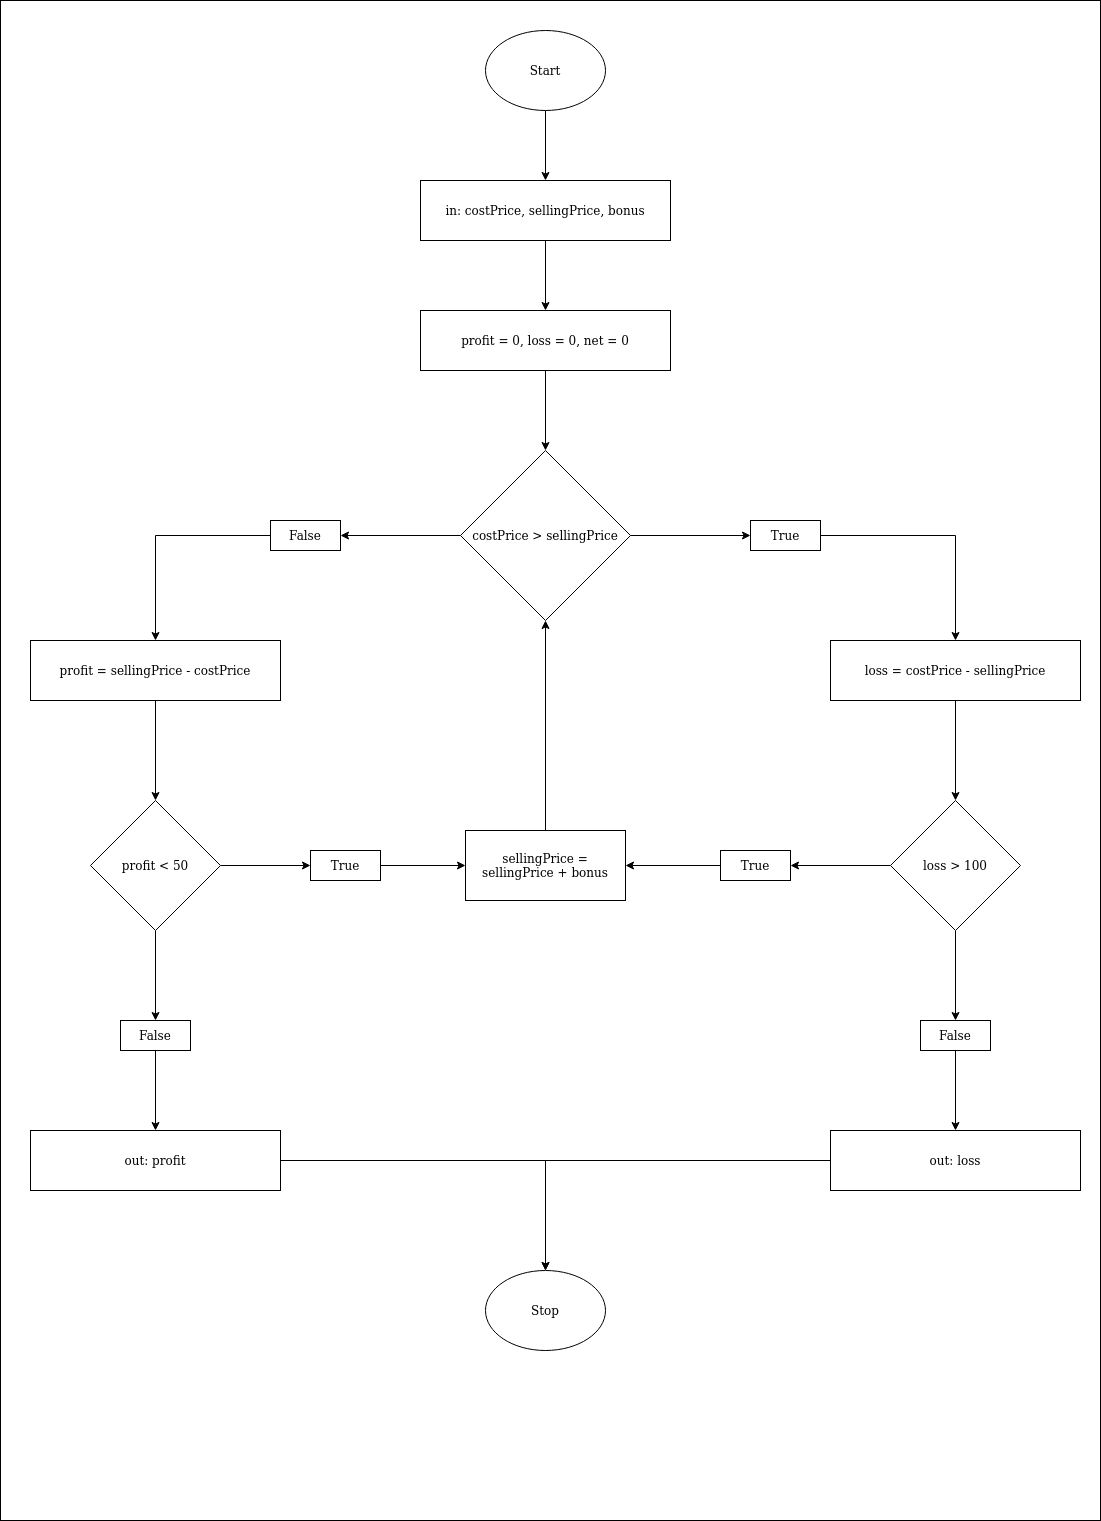 Start
in: costPrice, sellingPrice, bonus
profit = 0, loss = 0, net = 0
costPrice > sellingPrice
False
True
profit = sellingPrice - costPrice
loss = costPrice - sellingPrice
profit < 50
True
sellingPrice =
sellingPrice + bonus
True
loss > 100
False
False
out: profit
out: loss
Stop